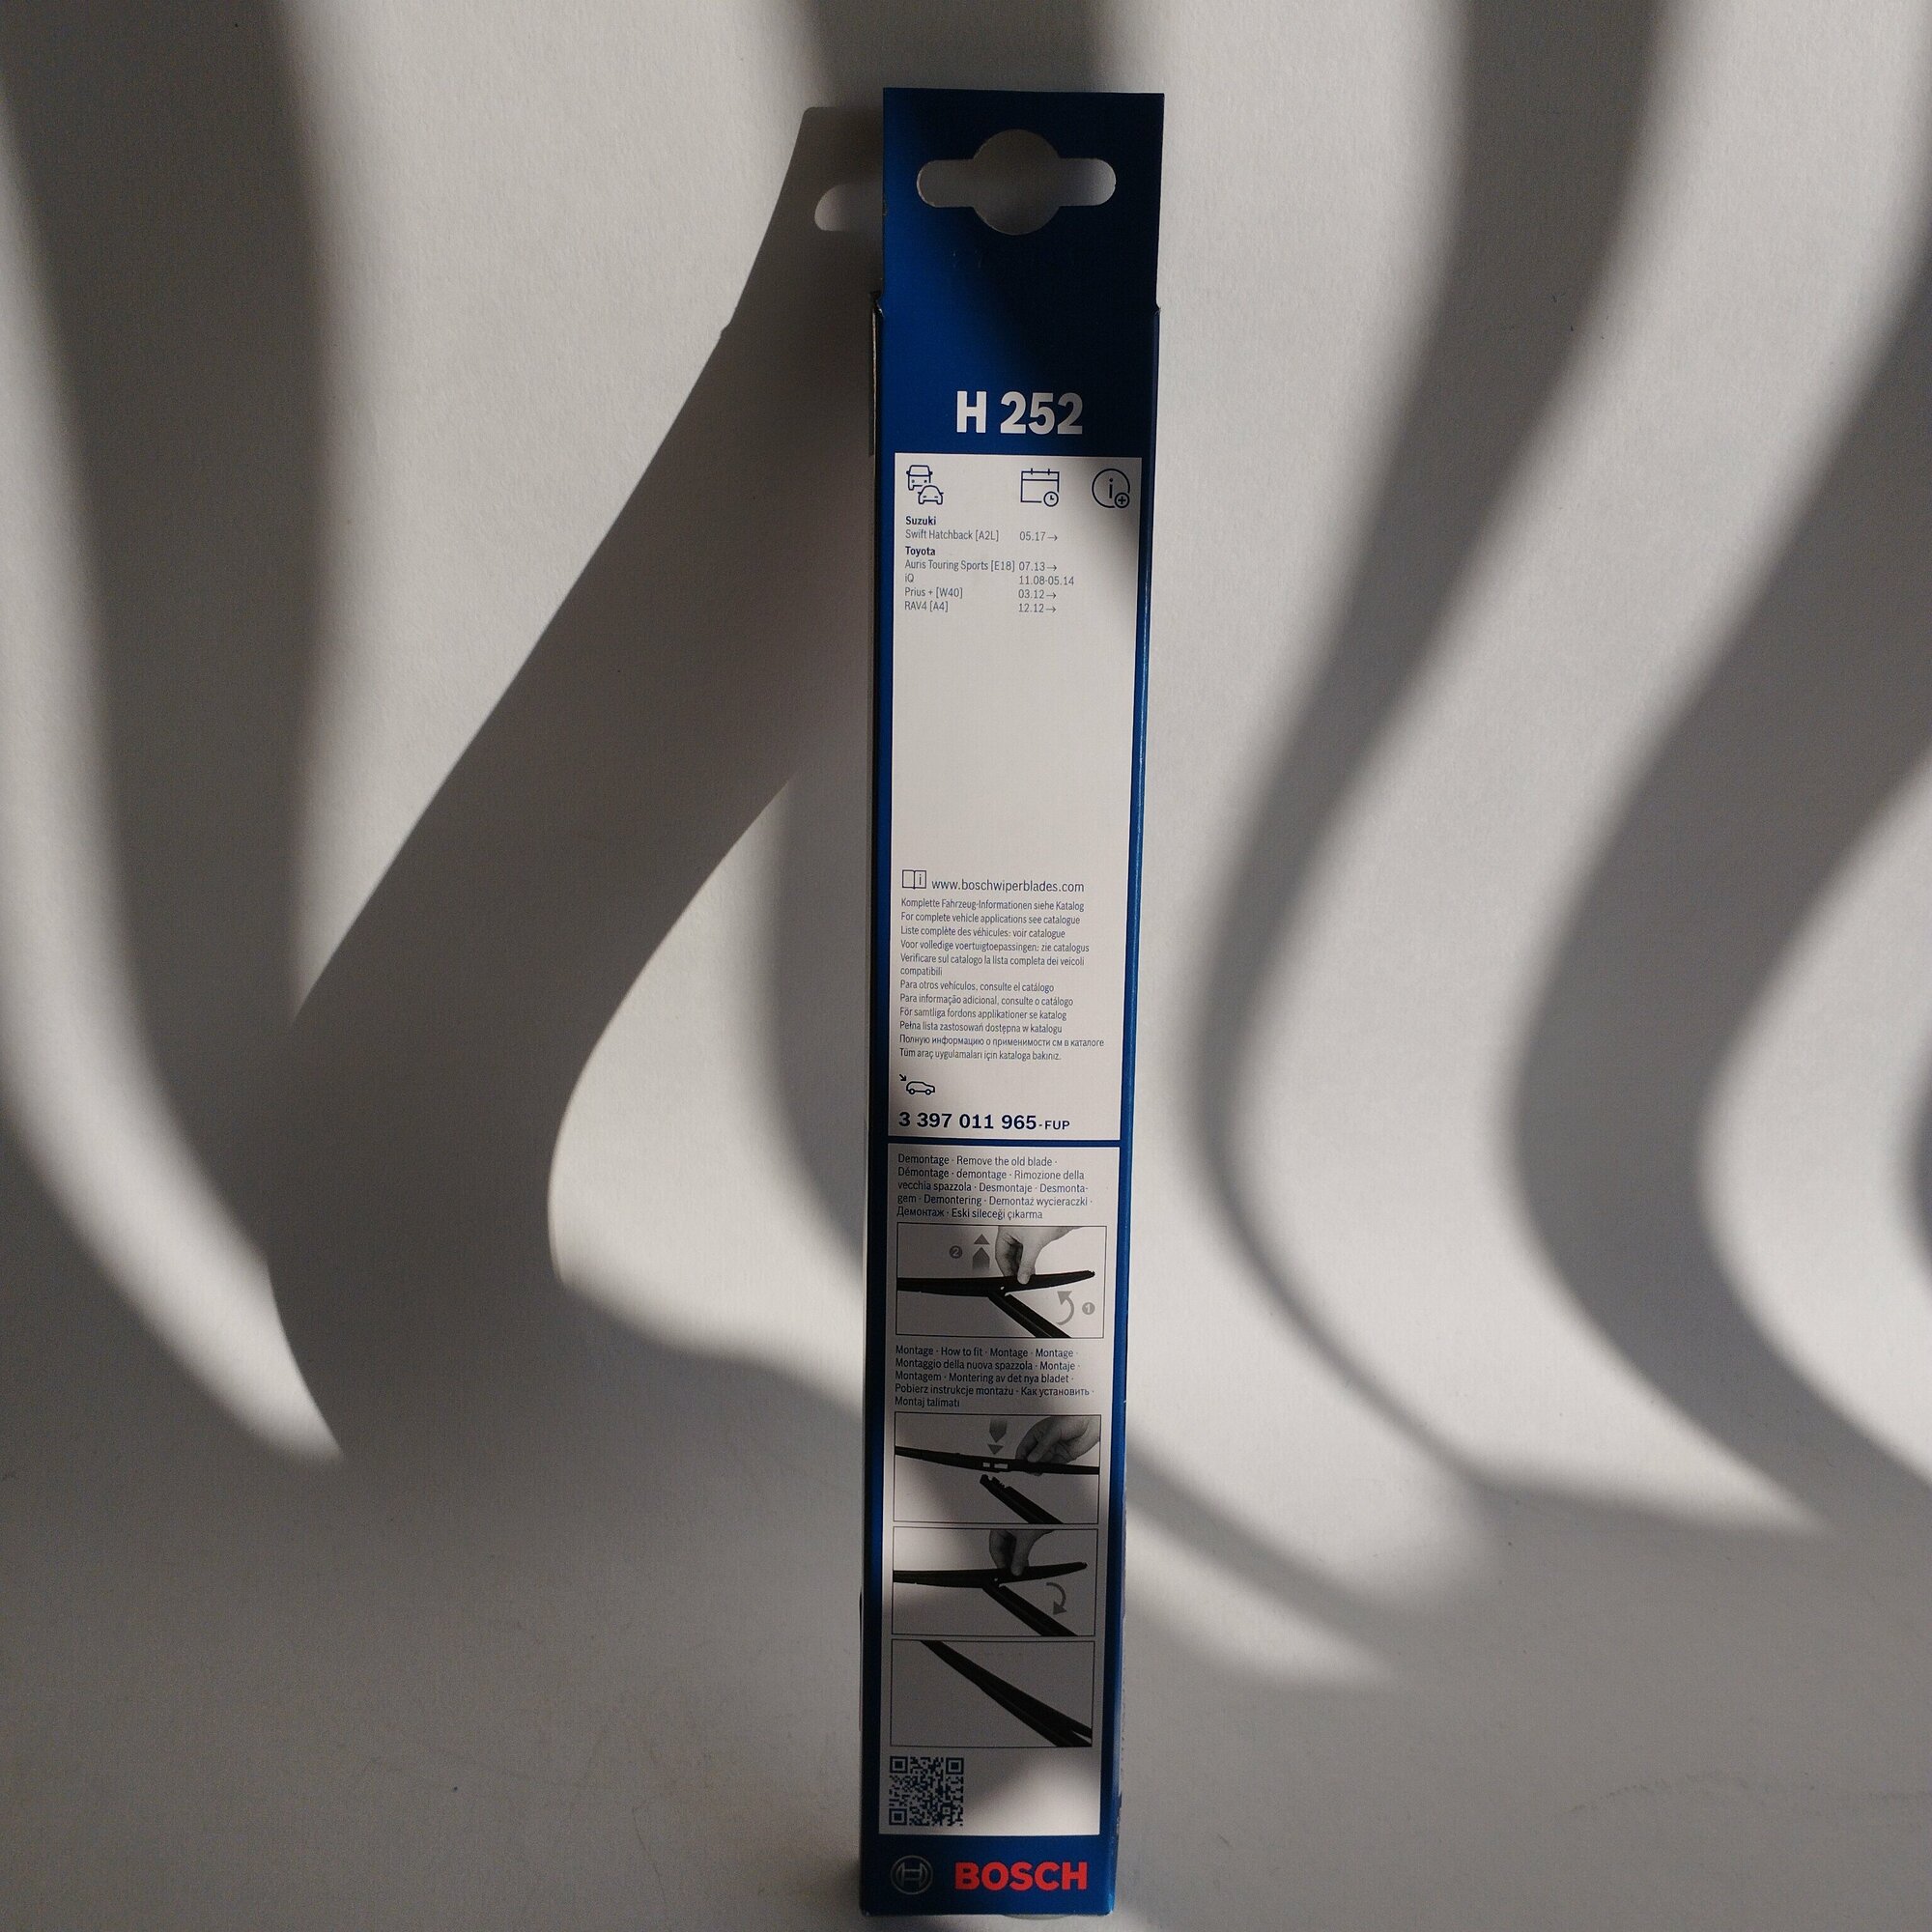 H 252
Suzuki
Swift Hatchback [A2L] 05.17→
Toyota
Auris Touring Sports [E18] 07.13→
iQ 11.08-05.14
Prius + [W40] 03.12→
RAV4 [A4] 12.12→
www.boschwiperblades.com
Komplette Fahrzeug-Informationen siehe Katalog
For complete vehicle applications see catalogue
Liste complète des véhicules: voir catalogue
Voor volledige voertuigtoepassingen: zie catalogus
Verificare sul catalogo la lista completa dei veicoli
compatibili
Para otros vehículos, consulte el catálogo
Para informação adicional, consulte o catálogo
För samtliga fordons applikationer se katalog
Pełna lista zastosowań dostępna w katalogu
Полную информацию о применимости см в каталоге
Tüm araç uygulamaları için kataloga bakınız.
3 397 011 965-FUP
Demontage · Remove the old blade ·
Démontage · demontage · Rimozione della
vecchia spazzola · Desmontaje · Desmonta-
gem · Demontering · Demontaż wycieraczki ·
Демонтаж · Eski sileceği çıkarma
2
1
Montage · How to fit · Montage · Montage ·
Montaggio della nuova spazzola · Montaje ·
Montagem · Montering av det nya bladet ·
Pobierz instrukcje montażu · Как установить ·
Montaj talimatı
BOSCH